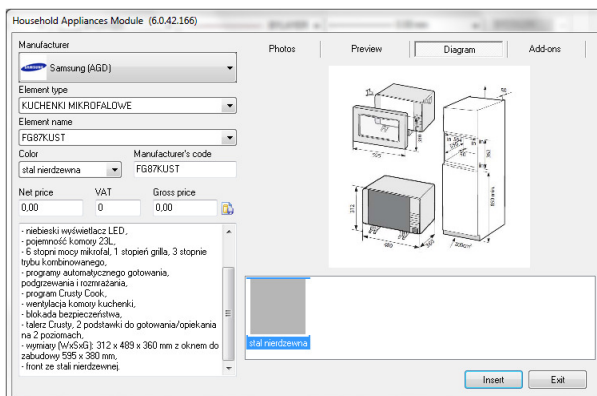 Household Appliances Module (6.0.42.166)
Manufacturer
SAMSUNG Samsung (AGD)
Element type
KUCHENKI MIKROFALOWE
Element name
FG87KUST
Color Manufacturer's code
stal nierdzewna FG87KUST
Net price VAT Gross price
0,00 0 0,00
- niebieski wyświetlacz LED,
- pojemność komory 23L,
- 6 stopni mocy mikrofal, 1 stopień grilla, 3 stopnie
trybu kombinowanego,
- programy automatycznego gotowania,
podgrzewania i rozmrażania,
- program Crusty Cook,
- wentylacja komory kuchenki,
- blokada bezpieczeństwa,
- talerz Crusty, 2 podstawki do gotowania/opiekania
na 2 poziomach,
- wymiary (WxSxG): 312 x 489 x 360 mm z oknem do
zabudowy 595 x 380 mm,
- front ze stali nierdzewnej.
Photos Preview Diagram Add-ons
595
312
489
360
stal nierdzewna
Insert Exit